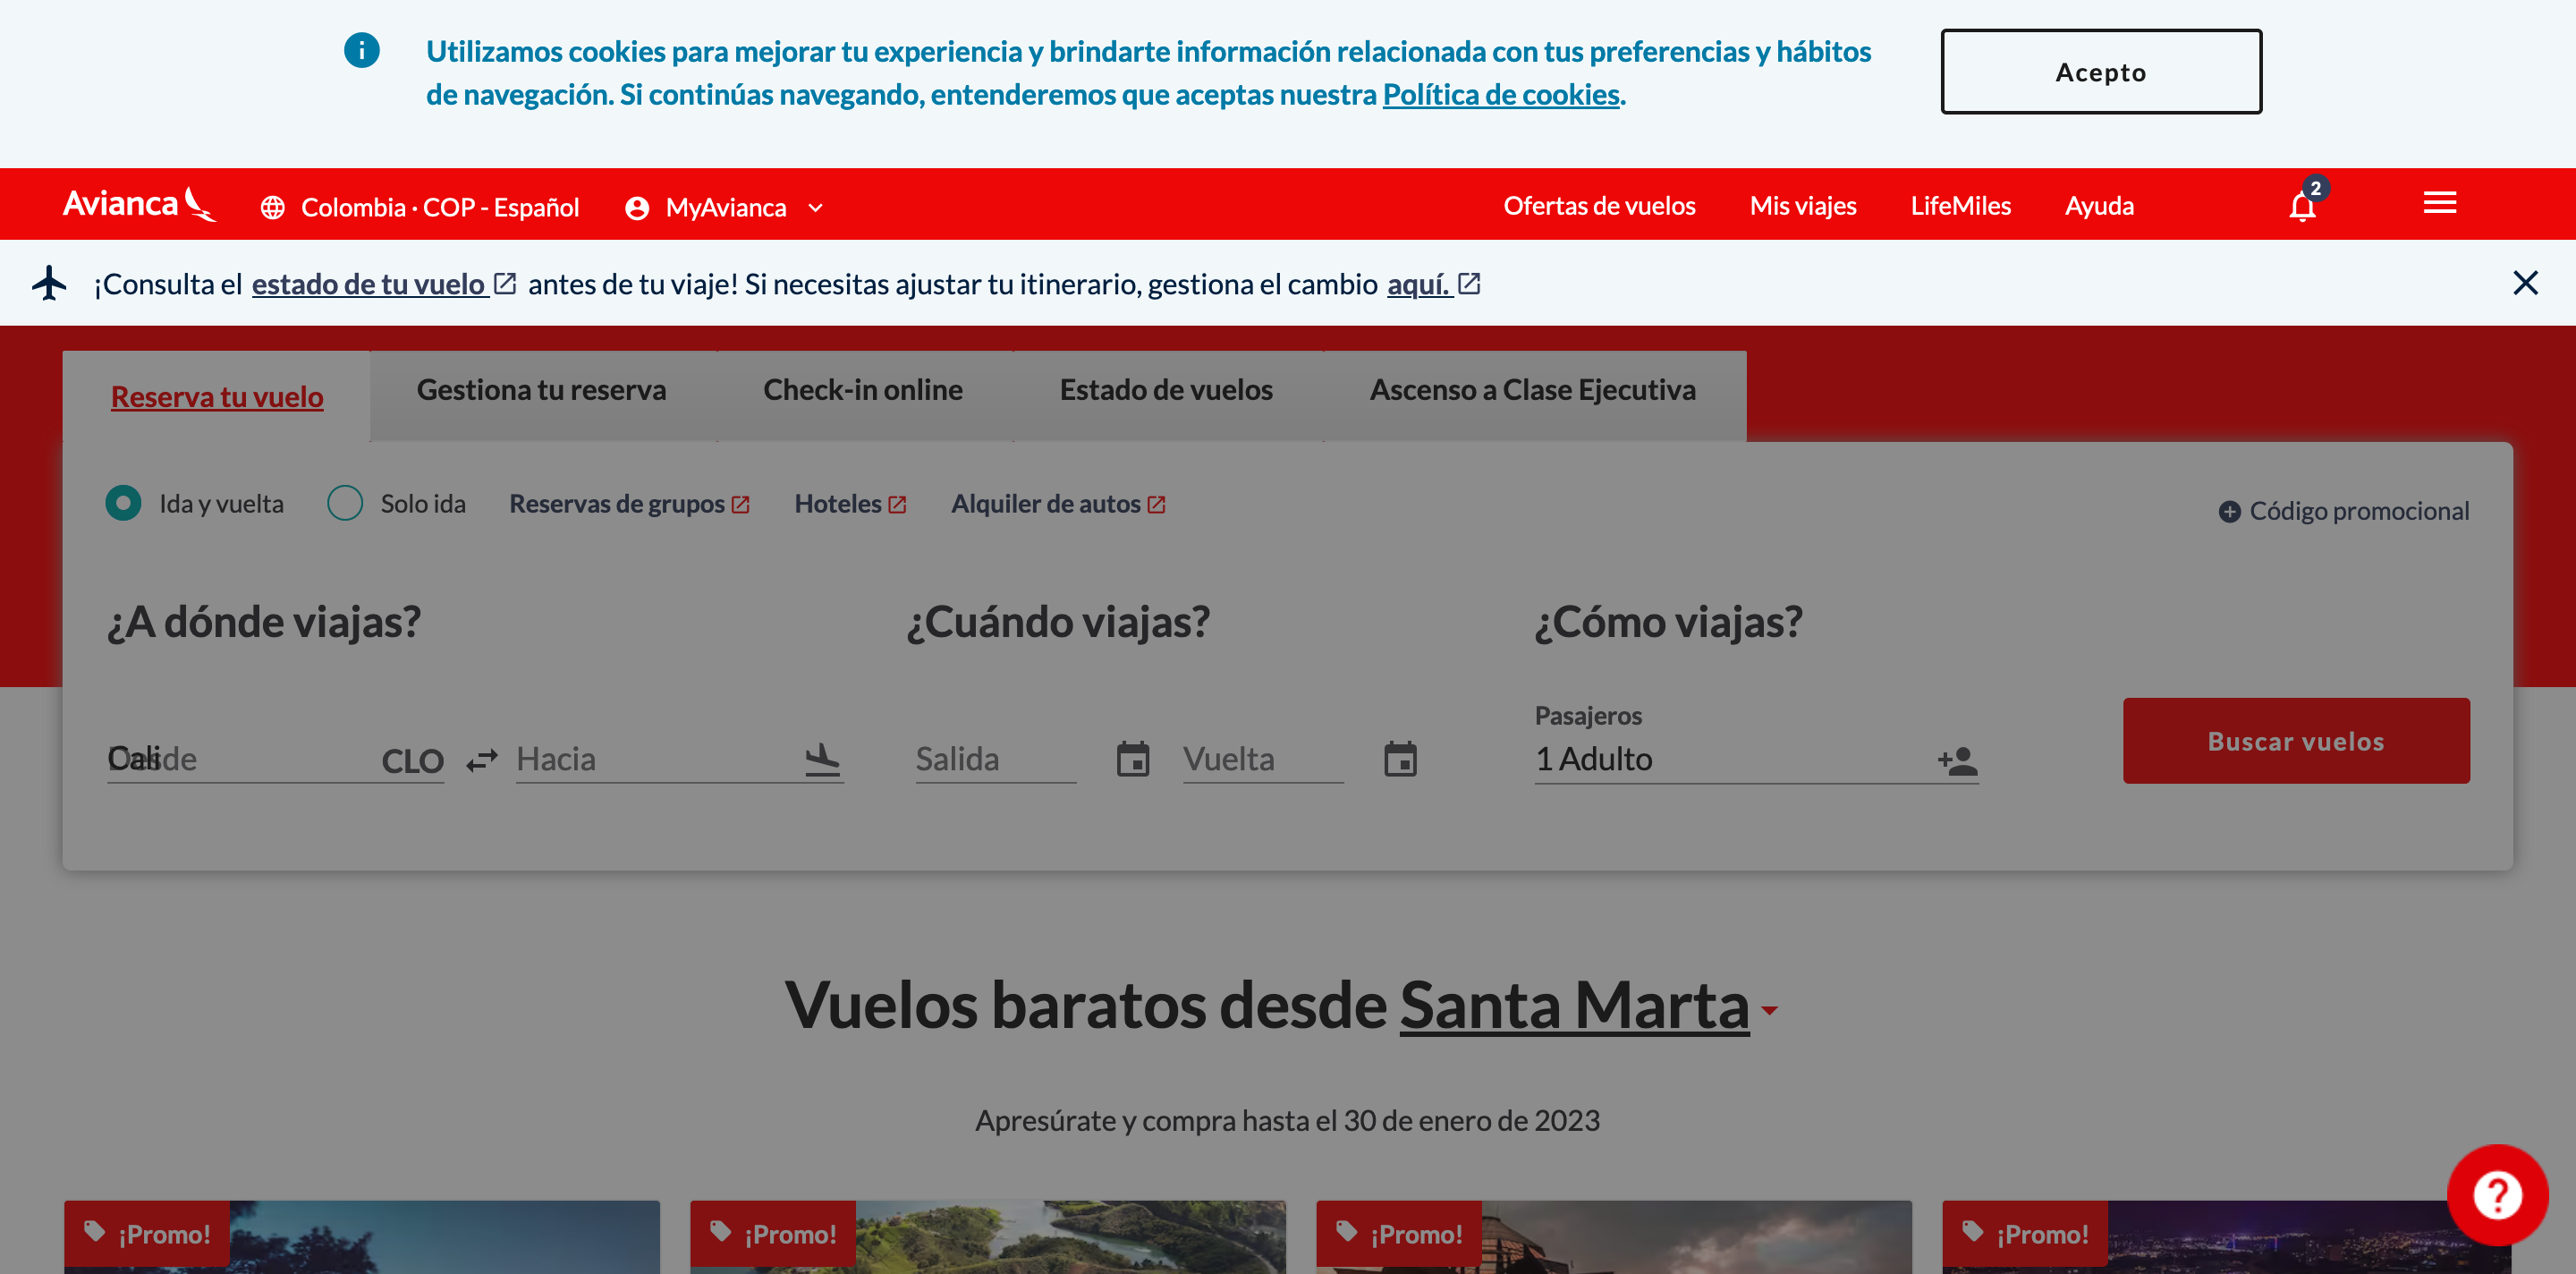 Utilizamos cookies para mejorar tu experiencia y brindarte información relacionada con tus preferencias y hábitos
de navegación. Si continúas navegando, entenderemos que aceptas nuestra Política de cookies.
Acepto
Avianca
Colombia · COP - Español
MyAvianca
Ofertas de vuelos
Mis viajes
LifeMiles
Ayuda
2
¡Consulta el estado de tu vuelo antes de tu viaje! Si necesitas ajustar tu itinerario, gestiona el cambio aquí.
Reserva tu vuelo
Gestiona tu reserva
Check-in online
Estado de vuelos
Ascenso a Clase Ejecutiva
Ida y vuelta
Solo ida
Reservas de grupos
Hoteles
Alquiler de autos
Código promocional
¿A dónde viajas?
¿Cuándo viajas?
¿Cómo viajas?
Pasajeros
Desde
Cali
CLO
Hacia
Salida
Vuelta
1 Adulto
Buscar vuelos
Vuelos baratos desde Santa Marta
Apresúrate y compra hasta el 30 de enero de 2023
¡Promo!
¡Promo!
¡Promo!
¡Promo!